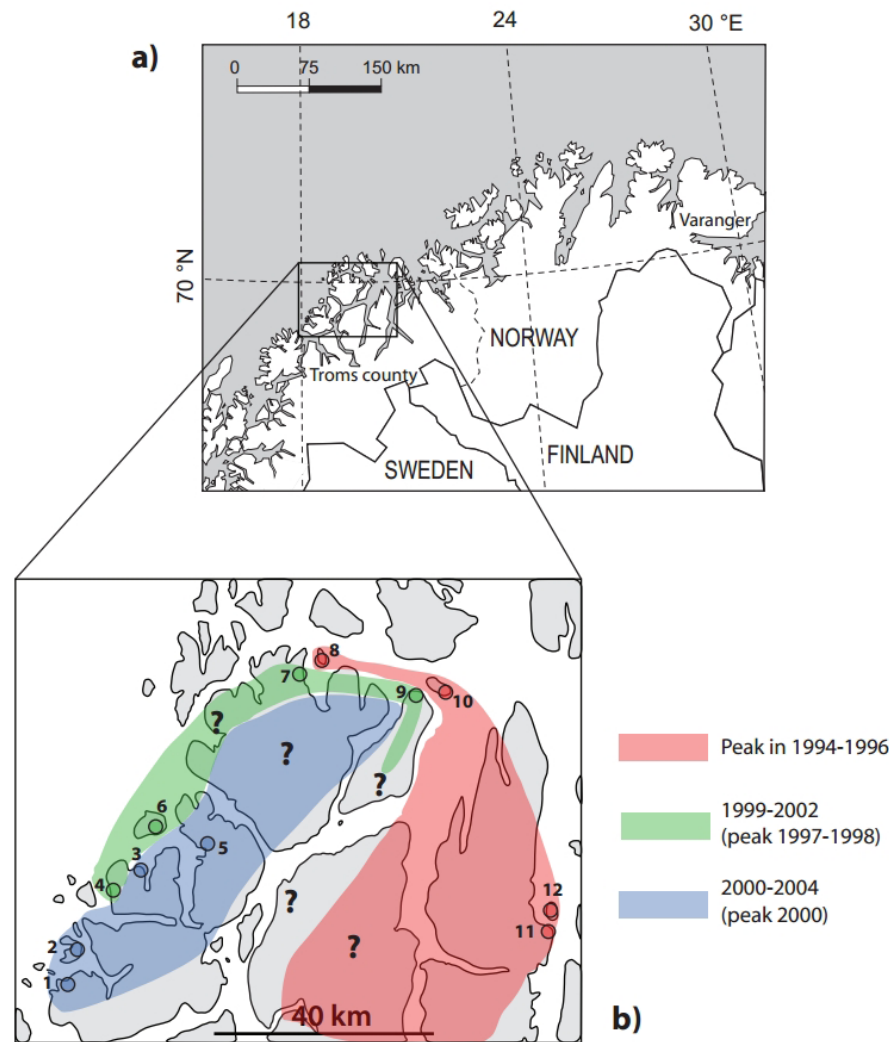 18 24 30 °E
a)
0 75 150 km
Varanger
70 °N
NORWAY
Troms county
FINLAND
SWEDEN
8
7
9
10
?
?
?
6
3
5
4
?
12
11
?
2
1
40 km
b)
Peak in 1994-1996
1999-2002
(peak 1997-1998)
2000-2004
(peak 2000)